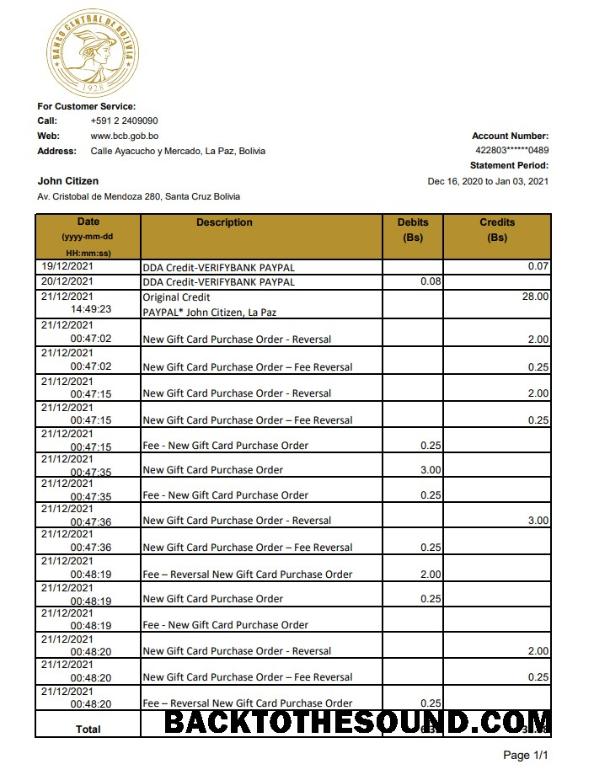 BANCO CENTRAL DE BOLIVIA
1928
For Customer Service:
Call: +591 2 2409090
Web: www.bcb.gob.bo
Address: Calle Ayacucho y Mercado, La Paz, Bolivia
Account Number:
422803******0489
Statement Period:
Dec 16, 2020 to Jan 03, 2021
John Citizen
Av. Cristobal de Mendoza 280, Santa Cruz Bolivia
Date (yyyy-mm-dd HH:mm:ss) Description Debits (Bs) Credits (Bs)
19/12/2021 DDA Credit-VERIFYBANK PAYPAL 0.07
20/12/2021 DDA Credit-VERIFYBANK PAYPAL 0.08
21/12/2021 Original Credit 28.00
14:49:23 PAYPAL* John Citizen, La Paz
21/12/2021
00:47:02 New Gift Card Purchase Order - Reversal 2.00
21/12/2021
00:47:02 New Gift Card Purchase Order – Fee Reversal 0.25
21/12/2021
00:47:15 New Gift Card Purchase Order - Reversal 2.00
21/12/2021
00:47:15 New Gift Card Purchase Order – Fee Reversal 0.25
21/12/2021
00:47:15 Fee - New Gift Card Purchase Order 0.25
21/12/2021
00:47:35 New Gift Card Purchase Order 3.00
21/12/2021
00:47:35 Fee - New Gift Card Purchase Order 0.25
21/12/2021
00:47:36 New Gift Card Purchase Order - Reversal 3.00
21/12/2021
00:47:36 New Gift Card Purchase Order – Fee Reversal 0.25
21/12/2021
00:48:19 Fee – Reversal New Gift Card Purchase Order 2.00
21/12/2021
00:48:19 New Gift Card Purchase Order 0.25
21/12/2021
00:48:19 Fee - New Gift Card Purchase Order
21/12/2021
00:48:20 New Gift Card Purchase Order - Reversal 2.00
21/12/2021
00:48:20 New Gift Card Purchase Order – Fee Reversal 0.25
21/12/2021
00:48:20 Fee – Reversal New Gift Card Purchase Order 0.25
Total
BACKTOTHESOUND.COM
Page 1/1